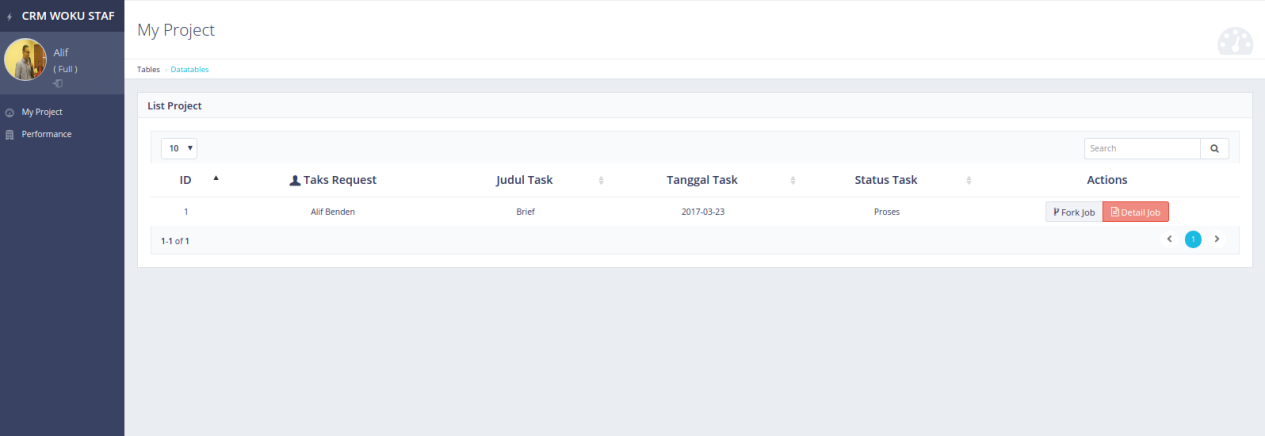 CRM WOKU STAF
Alif
( Full )
My Project
Performance
My Project
Tables
Datatables
List Project
10
Search
ID
Taks Request
Judul Task
Tanggal Task
Status Task
Actions
1
Alif Benden
Brief
2017-03-23
Proses
Fork Job
Detail Job
1-1 of 1
1